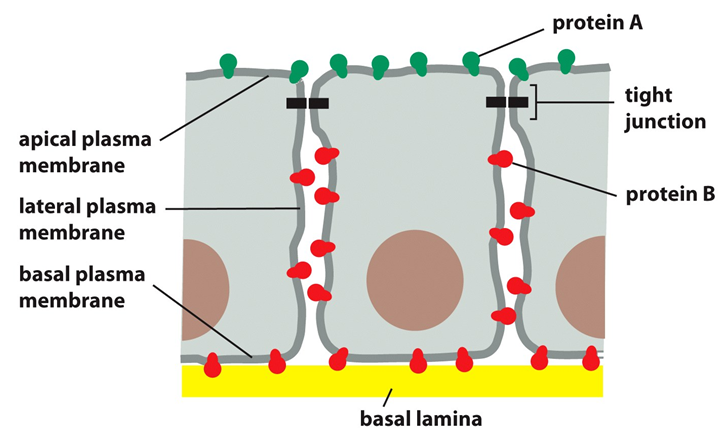 protein A
tight
junction
apical plasma
membrane
protein B
lateral plasma
membrane
basal plasma
membrane
basal lamina